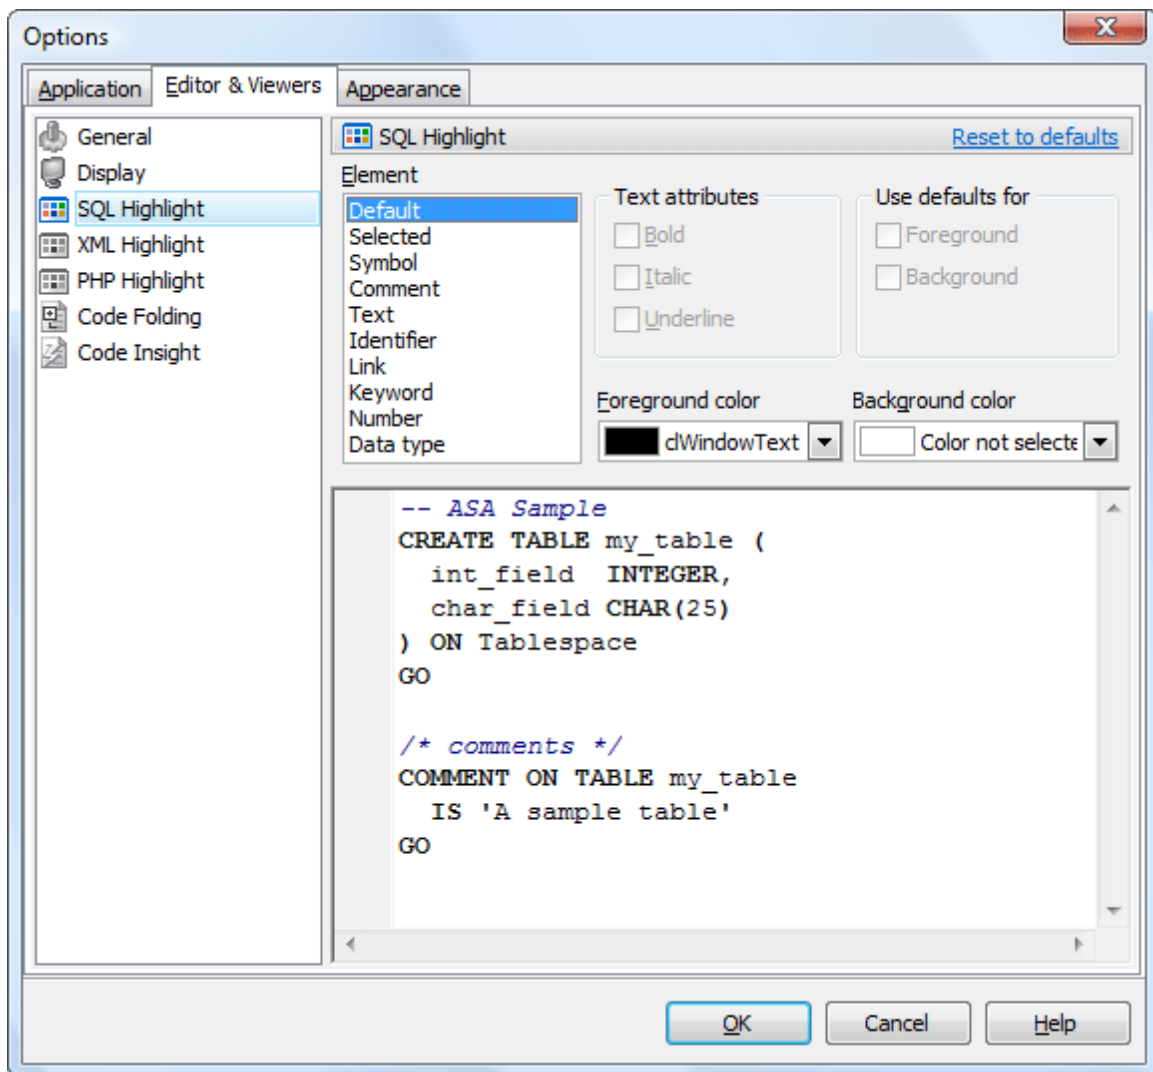 Options
Application Editor & Viewers Appearance
General
Display
SQL Highlight
XML Highlight
PHP Highlight
Code Folding
Code Insight
SQL Highlight Reset to defaults
Element
Default
Selected
Symbol
Comment
Text
Identifier
Link
Keyword
Number
Data type
Text attributes
Bold
Italic
Underline
Use defaults for
Foreground
Background
Foreground color
clWindowText
Background color
Color not selecte
-- ASA Sample
CREATE TABLE my_table (
  int_field  INTEGER,
  char_field CHAR(25)
) ON Tablespace
GO
/* comments */
COMMENT ON TABLE my_table
  IS 'A sample table'
GO
OK Cancel Help